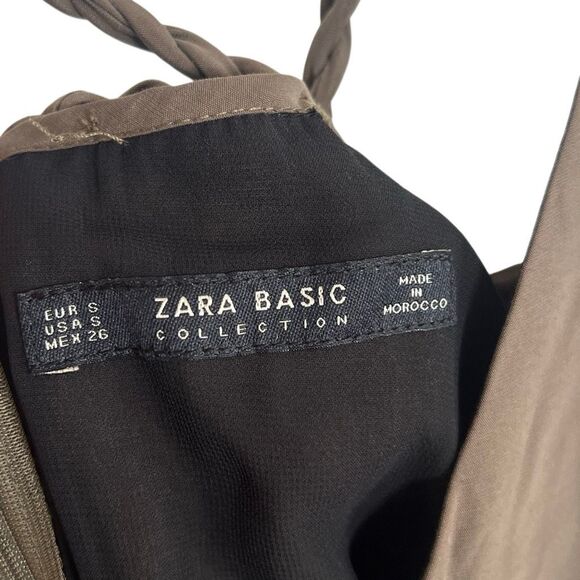 EUR S
USA S
MEX 26
ZARA BASIC
COLLECTION
MADE
IN
MOROCCO